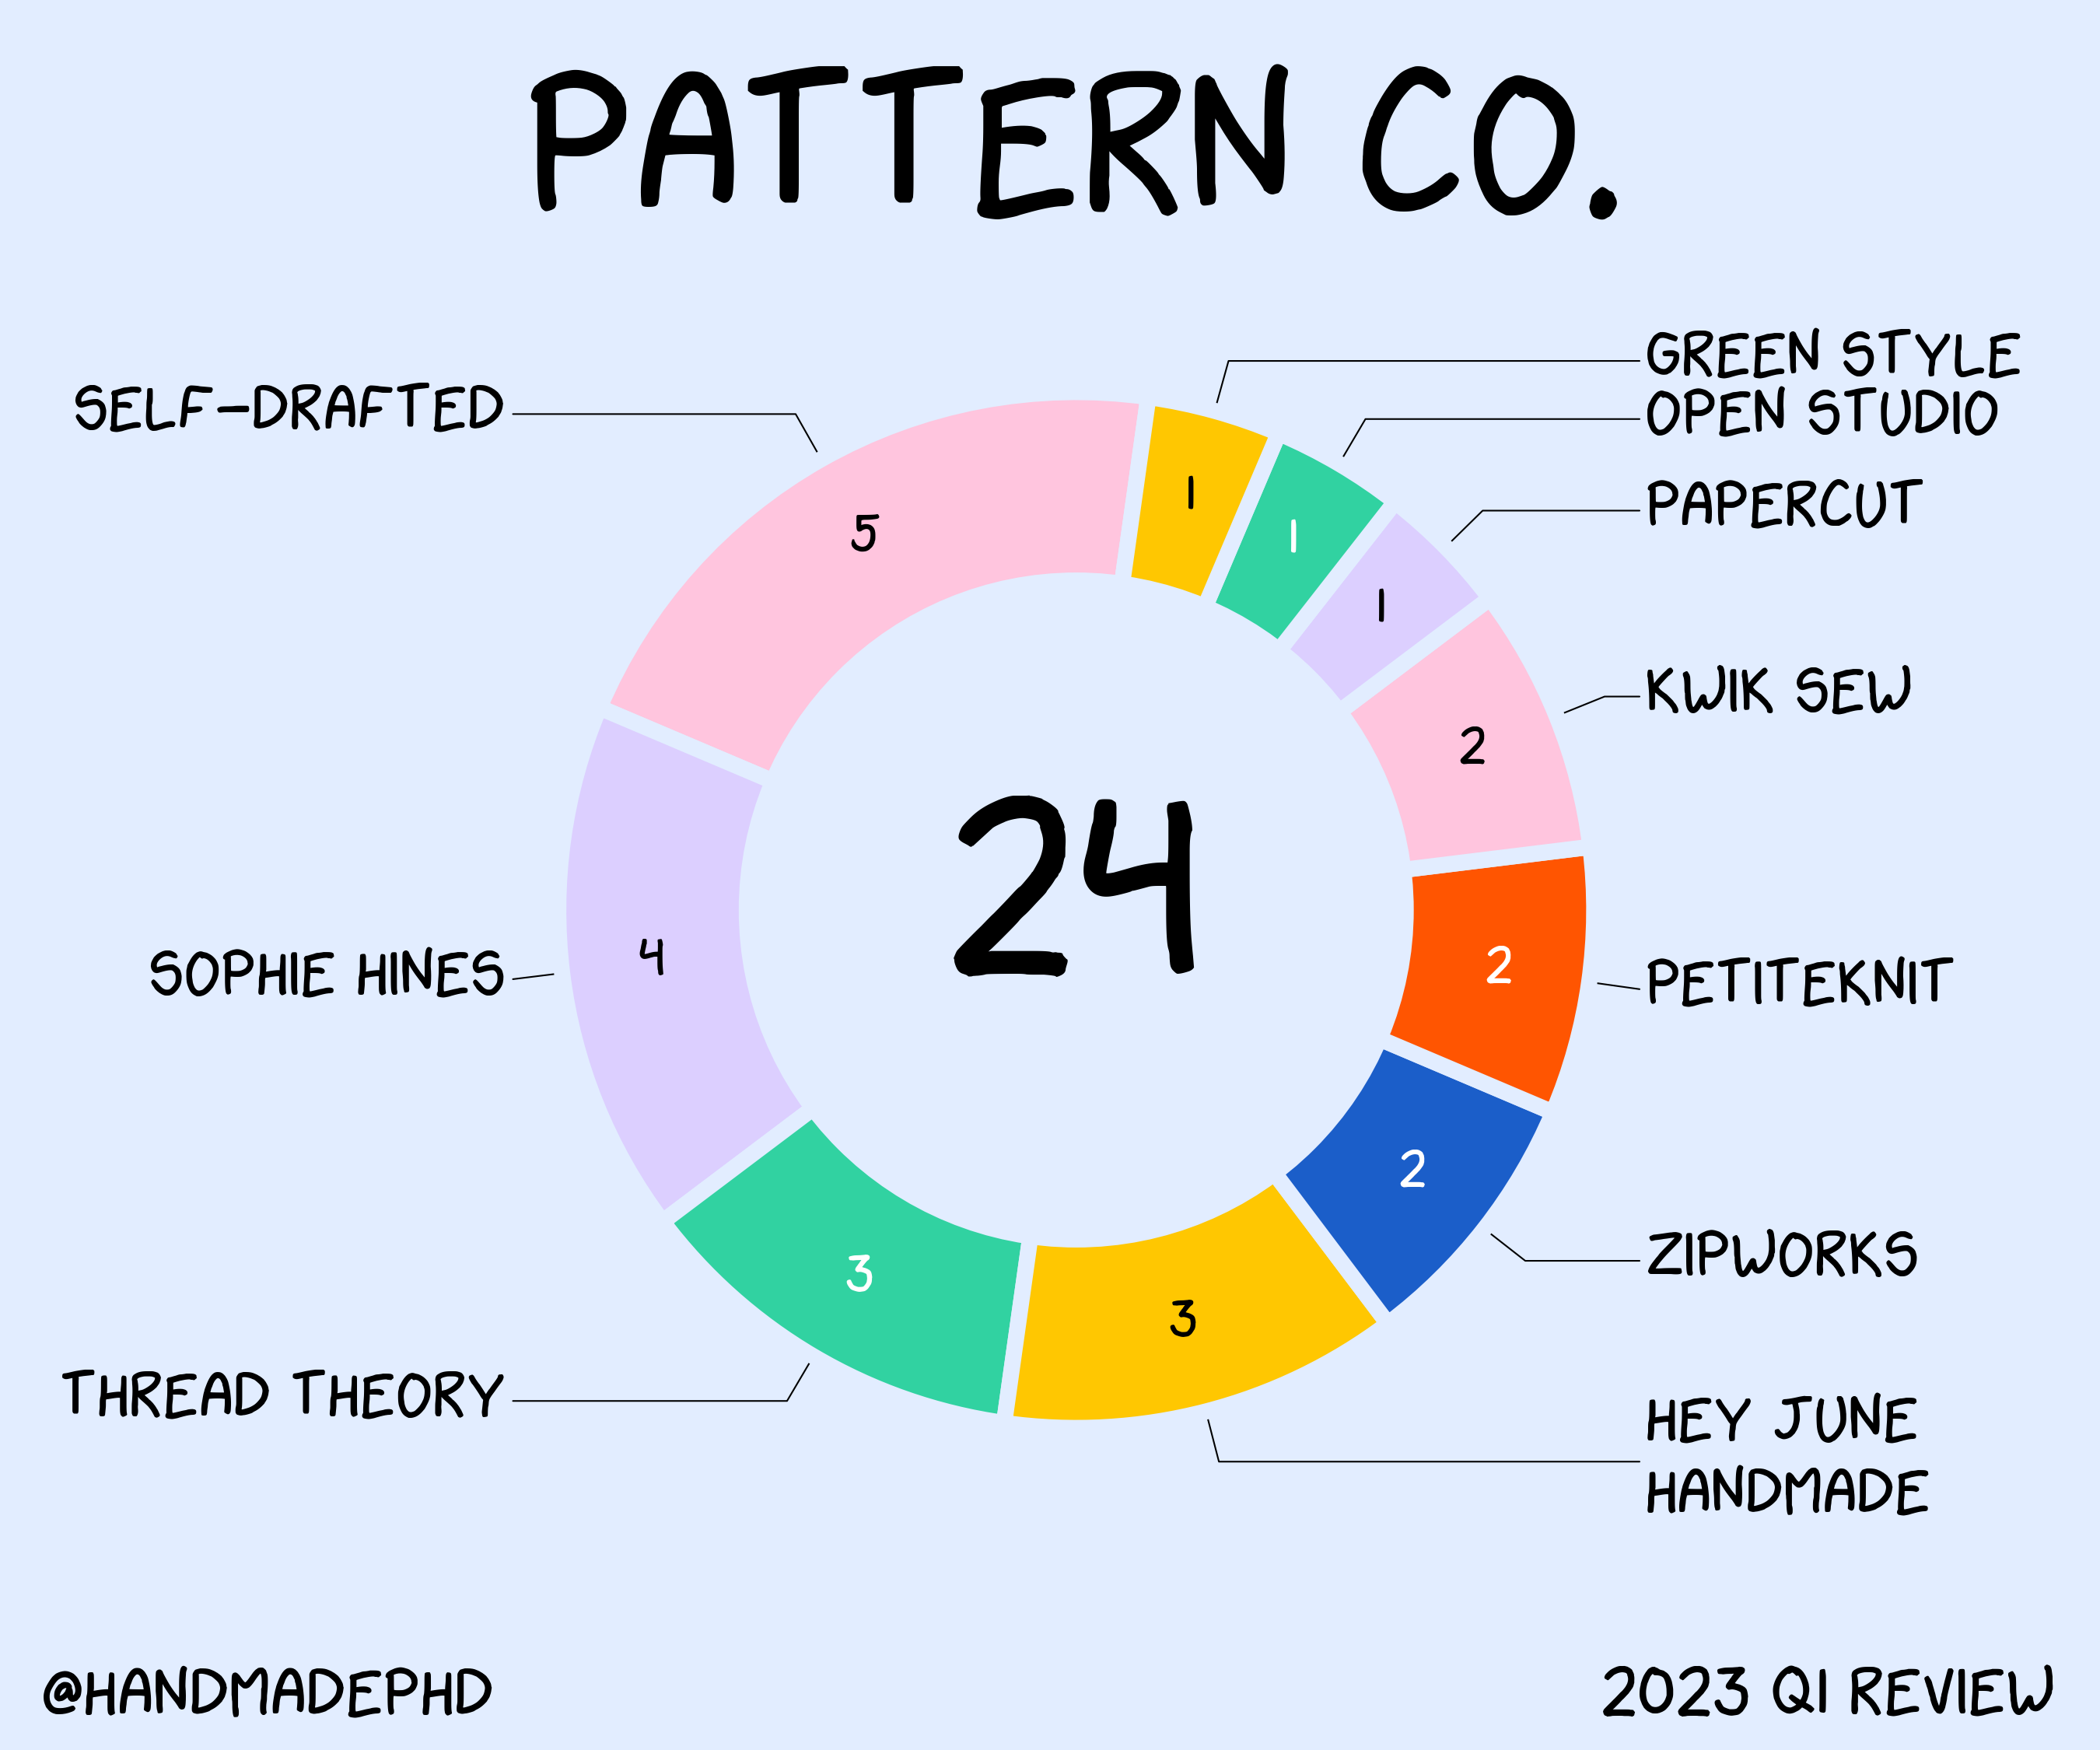 PATTERN CO.
GREEN STYLE
OPEN STUDIO
PAPERCUT
KWIK SEW
PETITEKNIT
ZIPWORKS
HEY JUNE
HANDMADE
THREAD THEORY
SOPHIE HINES
SELF-DRAFTED
1
1
1
2
2
2
3
3
4
5
24
@HANDMADEPHD
2023 Q1 REVIEW